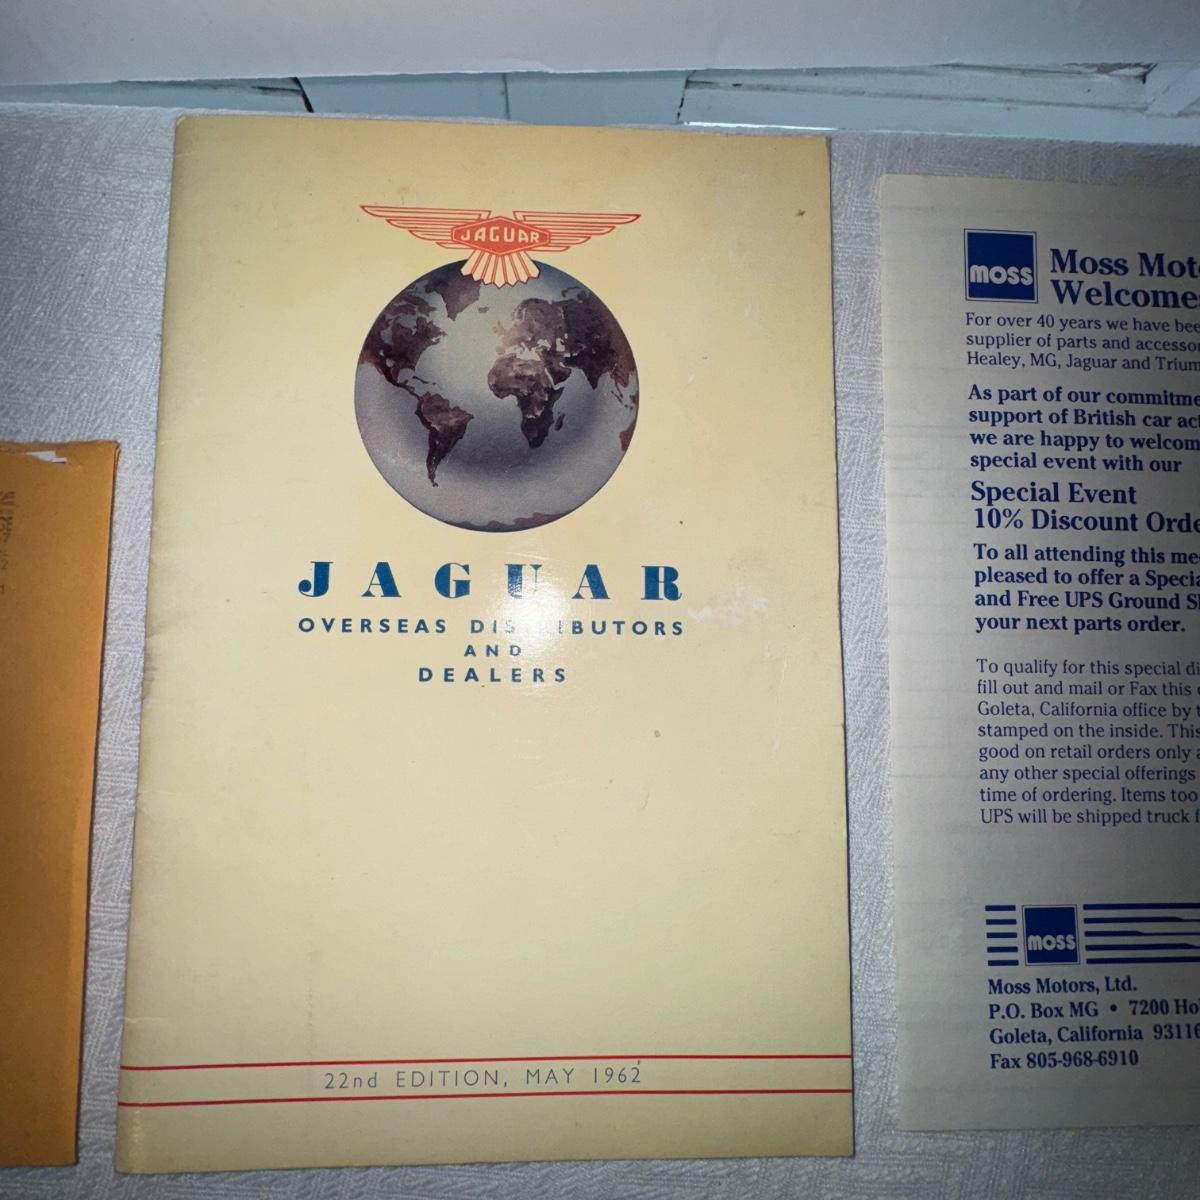 JAGUAR
JAGUAR
OVERSEAS DISTRIBUTORS
AND
DEALERS
22nd EDITION, MAY 1962
moss
Moss Mot
Welcome
For over 40 years we have bee
supplier of parts and accessor
Healey, MG, Jaguar and Trium
As part of our commitme
support of British car act
we are happy to welcom
special event with our
Special Event
10% Discount Orde
To all attending this me
pleased to offer a Specia
and Free UPS Ground S
your next parts order.
To qualify for this special di
fill out and mail or Fax this
Goleta, California office by t
stamped on the inside. This
good on retail orders only a
any other special offerings
time of ordering. Items too
UPS will be shipped truck f
moss
Moss Motors, Ltd.
P.O. Box MG • 7200 Ho
Goleta, California 93116
Fax 805-968-6910